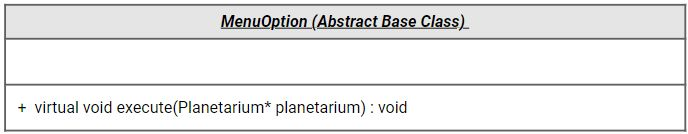 MenuOption (Abstract Base Class)
+ virtual void execute(Planetarium* planetarium) : void